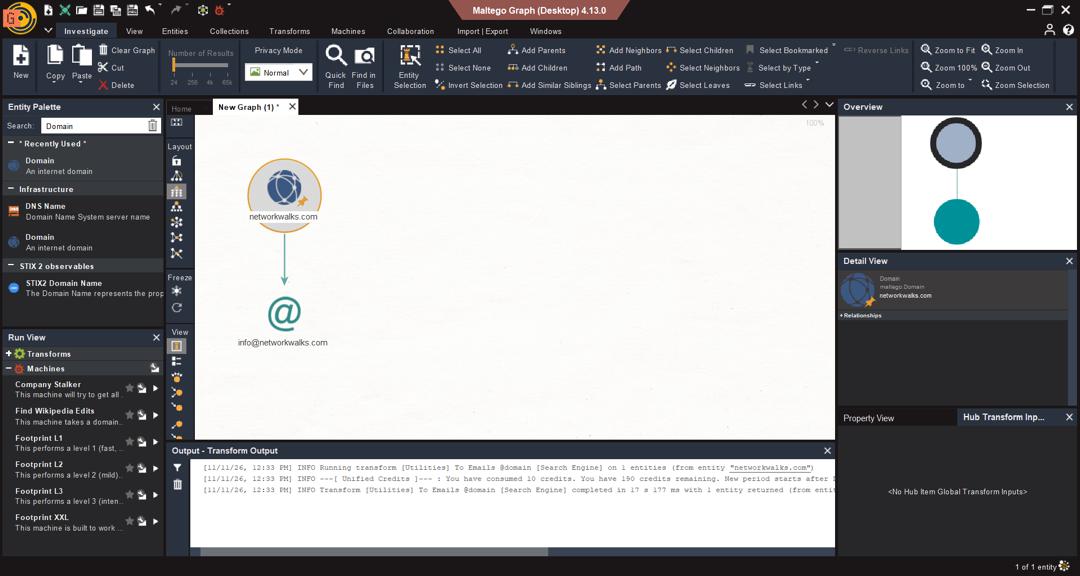 Maltego Graph (Desktop) 4.13.0
Investigate View Entities Collections Transforms Machines Collaboration Import | Export Windows
New
Copy
Paste
Clear Graph
Cut
Delete
Number of Results
24 256 4k 65k
Privacy Mode
Normal
Quick Find
Find in Files
Entity Selection
Select All
Select None
Invert Selection
Add Parents
Add Children
Add Similar Siblings
Add Neighbors
Add Path
Select Parents
Select Children
Select Neighbors
Select Leaves
Select Bookmarked
Select by Type
Select Links
Reverse Links
Zoom to Fit
Zoom 100%
Zoom to
Zoom In
Zoom Out
Zoom Selection
Entity Palette
Search: Domain
* Recently Used *
Domain
An internet domain
Infrastructure
DNS Name
Domain Name System server name
Domain
An internet domain
STIX 2 observables
STIX2 Domain Name
The Domain Name represents the prop
Run View
Transforms
Machines
Company Stalker
This machine will try to get all ..
Find Wikipedia Edits
This machine takes a domain...
Footprint L1
This performs a level 1 (fast, ...
Footprint L2
This performs a level 2 (mild)...
Footprint L3
This performs a level 3 (inten...
Footprint XXL
This machine is built to work ...
Home
New Graph (1) *
Layout
Freeze
View
100%
networkwalks.com
info@networkwalks.com
Output - Transform Output
[11/11/26, 12:33 PM] INFO Running transform [Utilities] To Emails @domain [Search Engine] on 1 entities (from entity "networkwalks.com")
[11/11/26, 12:33 PM] INFO ---[ Unified Credits ]--- : You have consumed 10 credits. You have 190 credits remaining. New period starts after
[11/11/26, 12:33 PM] INFO Transform [Utilities] To Emails @domain [Search Engine] completed in 17 s 177 ms with 1 entity returned (from enti
Overview
Detail View
Domain
maltego.Domain
networkwalks.com
+ Relationships
Property View
Hub Transform Inp...
<No Hub Item Global Transform Inputs>
1 of 1 entity